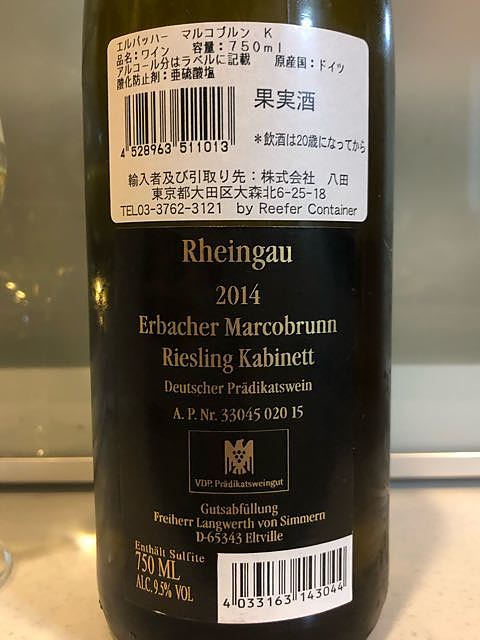 エルバッハー マルコブルン K
品名：ワイン 容量：750ml
アルコール分はラベルに記載 原産国：ドイツ
酸化防止剤：亜硫酸塩
果実酒
4 528963 511013
＊飲酒は20歳になってから
輸入者及び引取り先：株式会社 八田
東京都大田区大森北6-25-18
TEL03-3762-3121 by Reefer Container
Rheingau
2014
Erbacher Marcobrunn
Riesling Kabinett
Deutscher Prädikatswein
A. P. Nr. 33045 020 15
VDP. Prädikatsweingut
Gutsabfüllung
Freiherr Langwerth von Simmern
D-65343 Eltville
Enthält Sulfite
750 ML
ALC. 9.5% VOL
4 033163 143044